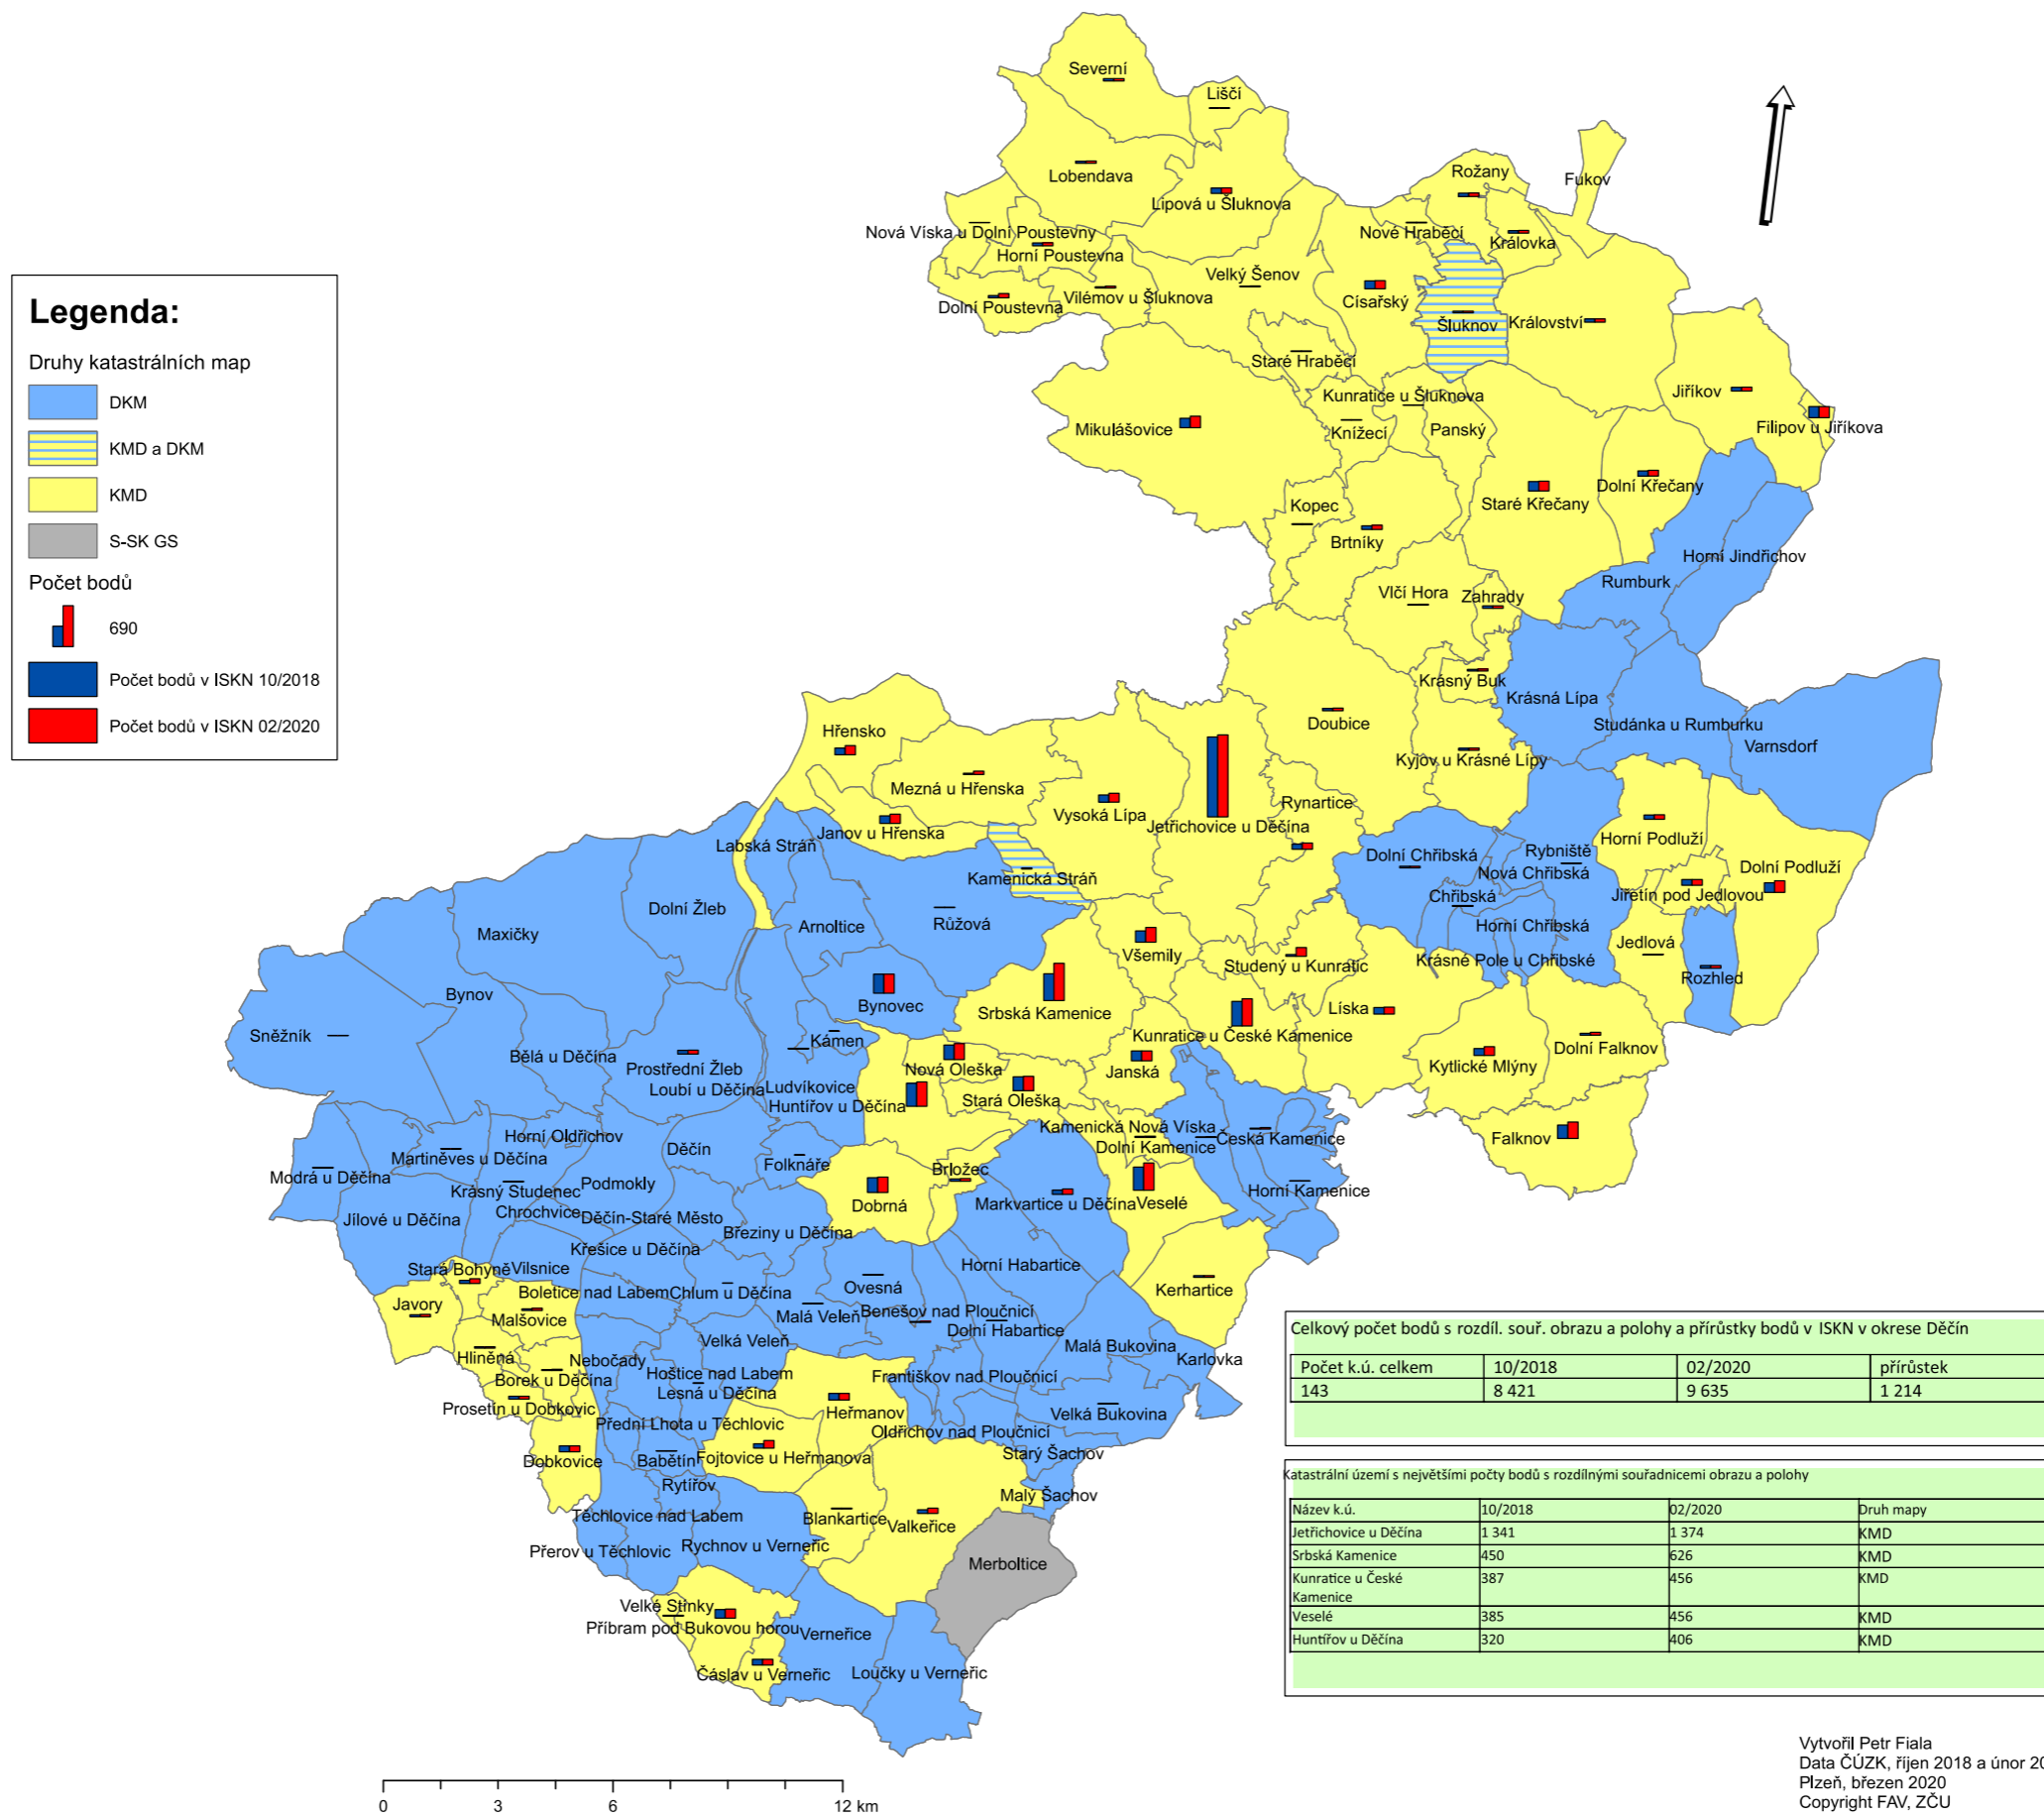 Severní
Liščí
Lobendava
Lipová u Šluknova
Rožany
Fukov
Nová Víska u Dolní Poustevny
Nové Hraběčí
Královka
Horní Poustevna
Velký Šenov
Dolní Poustevna
Vilémov u Šluknova
Císařský
Šluknov
Království
Staré Hraběčí
Jiříkov
Kunratice u Šluknova
Mikulášovice
Knížecí
Panský
Filipov u Jiříkova
Dolní Křečany
Staré Křečany
Kopec
Brtníky
Horní Jindřichov
Rumburk
Vlčí Hora
Zahrady
Krásný Buk
Krásná Lípa
Doubice
Studánka u Rumburku
Varnsdorf
Kyjov u Krásné Lípy
Legenda:
Druhy katastrálních map
DKM
KMD a DKM
KMD
S-SK GS
Počet bodů
690
Počet bodů v ISKN 10/2018
Počet bodů v ISKN 02/2020
Hřensko
Mezná u Hřenska
Vysoká Lípa
Rynartice
Jetřichovice u Děčína
Janov u Hřenska
Horní Podluží
Labská Stráň
Dolní Chřibská
Rybniště
Nová Chřibská
Dolní Podluží
Kamenická Stráň
Chřibská
Jiřetín pod Jedlovou
Dolní Žleb
Růžová
Arnoltice
Horní Chřibská
Maxičky
Všemily
Jedlová
Studený u Kunratic
Krásné Pole u Chřibské
Rozhled
Bynov
Bynovec
Srbská Kamenice
Líska
Sněžník
Kámen
Kunratice u České Kamenice
Bělá u Děčína
Dolní Falknov
Prostřední Žleb
Nová Oleška
Janská
Kytlické Mlýny
Loubí u Děčína
Ludvíkovice
Huntířov u Děčína
Stará Oleška
Kamenická Nová Víska
Horní Oldřichov
Česká Kamenice
Falknov
Děčín
Dolní Kamenice
Martiněves u Děčína
Folknáře
Brložec
Modrá u Děčína
Podmokly
Krásný Studenec
Horní Kamenice
Dobrná
Markvartice u Děčína
Veselé
Chrochvice
Jílové u Děčína
Děčín-Staré Město
Březiny u Děčína
Křešice u Děčína
Stará Bohyně
Vilsnice
Horní Habartice
Ovesná
Kerhartice
Boletice nad Labem
Chlum u Děčína
Javory
Malšovice
Malá Veleň
Benešov nad Ploučnicí
Dolní Habartice
Velká Veleň
Malá Bukovina
Hliněná
Nebočady
Karlovka
Borek u Děčína
Hoštice nad Labem
Františkov nad Ploučnicí
Lesná u Děčína
Prosetín u Dobkovic
Heřmanov
Velká Bukovina
Přední Lhota u Těchlovic
Oldřichov nad Ploučnicí
Dobkovice
Babětín
Fojtovice u Heřmanova
Starý Šachov
Rytířov
Malý Šachov
Těchlovice nad Labem
Blankartice
Valkeřice
Přerov u Těchlovic
Rychnov u Verneřic
Merboltice
Velké Stínky
Příbram pod Bukovou horou
Verneřice
Čáslav u Verneřic
Loučky u Verneřic
Celkový počet bodů s rozdíl. souř. obrazu a polohy a přírůstky bodů v ISKN v okrese Děčín
Počet k.ú. celkem 10/2018 02/2020 přírůstek
143 8 421 9 635 1 214
Katastrální území s největšími počty bodů s rozdílnými souřadnicemi obrazu a polohy
Název k.ú. 10/2018 02/2020 Druh mapy
Jetřichovice u Děčína 1 341 1 374 KMD
Srbská Kamenice 450 626 KMD
Kunratice u České 387 456 KMD
Kamenice
Veselé 385 456 KMD
Huntířov u Děčína 320 406 KMD
0 3 6 12 km
Vytvořil Petr Fiala
Data ČÚZK, říjen 2018 a únor 20
Plzeň, březen 2020
Copyright FAV, ZČU